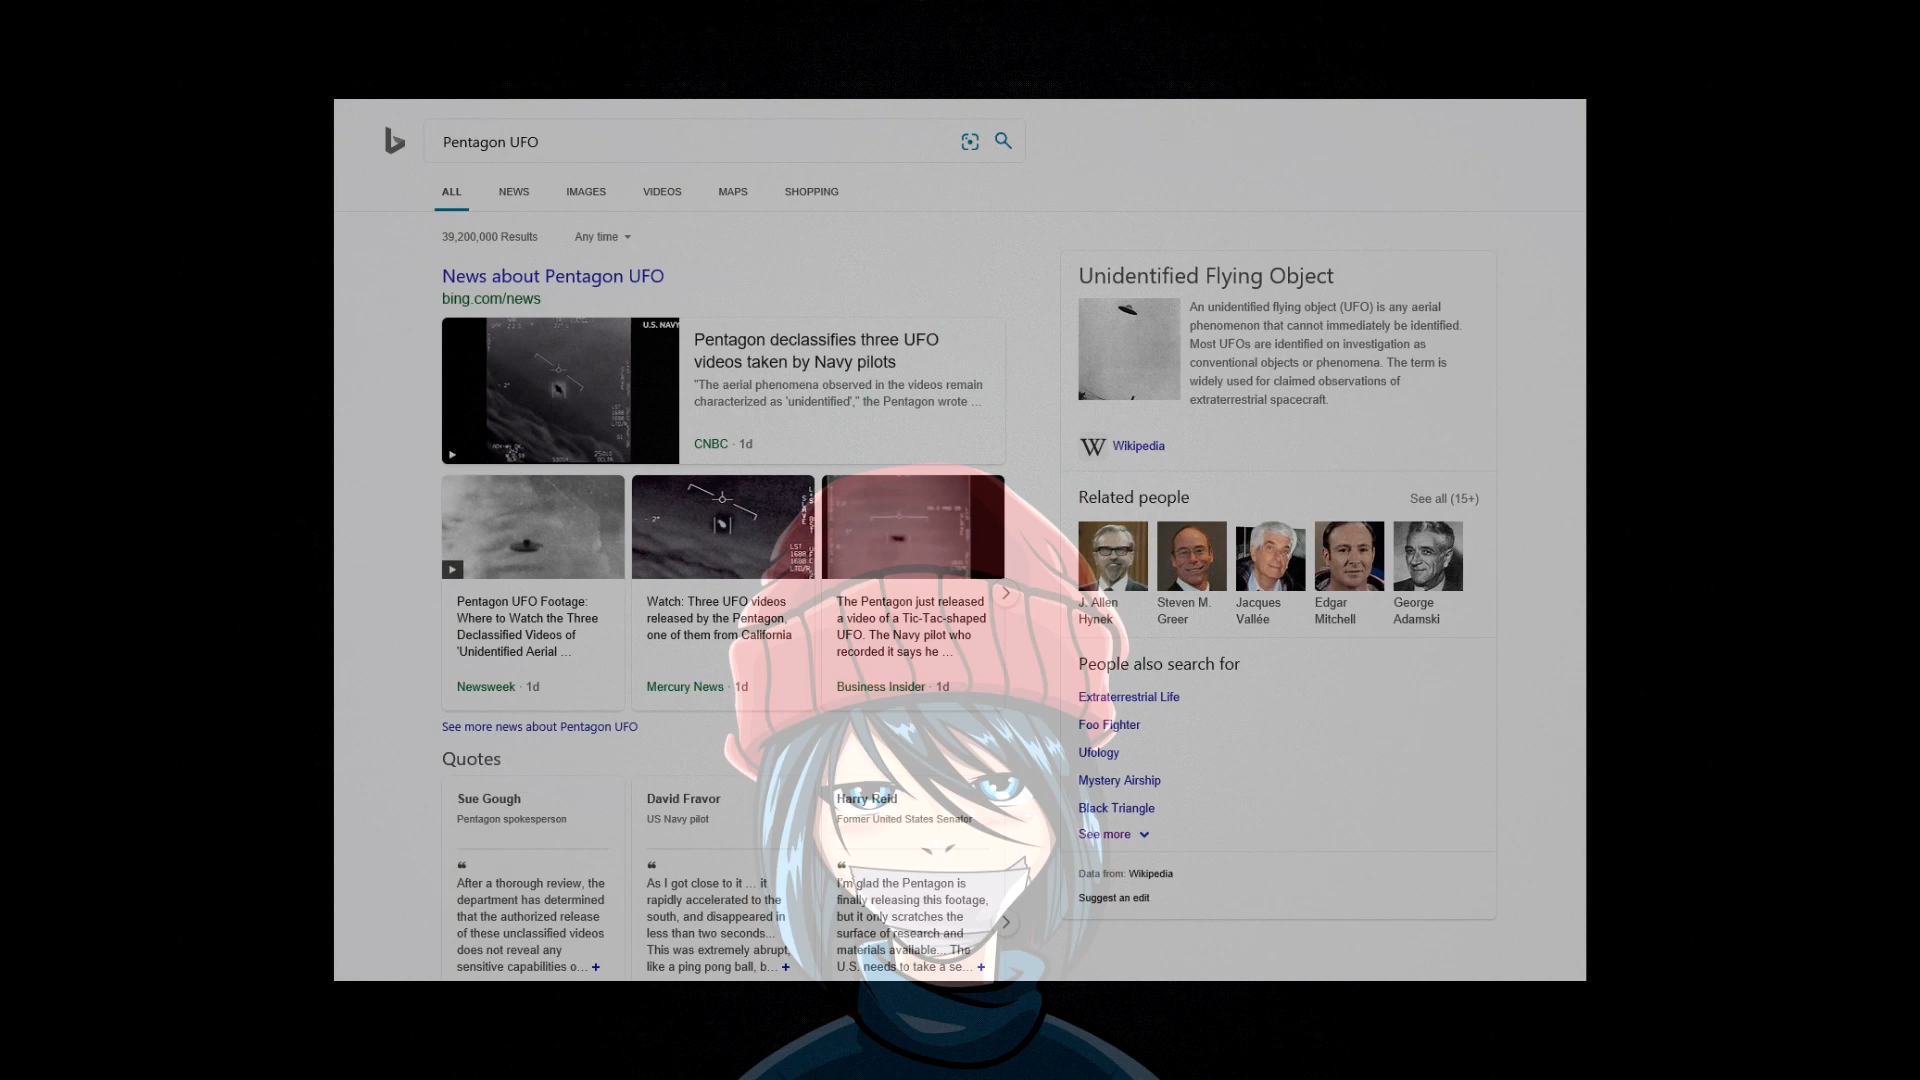 Pentagon UFO
ALL NEWS IMAGES VIDEOS MAPS SHOPPING
39,200,000 Results Any time
News about Pentagon UFO
bing.com/news
U.S. NAVY
Pentagon declassifies three UFO
videos taken by Navy pilots
"The aerial phenomena observed in the videos remain
characterized as 'unidentified'," the Pentagon wrote ...
CNBC · 1d
Pentagon UFO Footage:
Where to Watch the Three
Declassified Videos of
'Unidentified Aerial ...
Newsweek · 1d
Watch: Three UFO videos
released by the Pentagon,
one of them from California
Mercury News · 1d
The Pentagon just released
a video of a Tic-Tac-shaped
UFO. The Navy pilot who
recorded it says he ...
Business Insider · 1d
See more news about Pentagon UFO
Quotes
Sue Gough
Pentagon spokesperson
❝
After a thorough review, the
department has determined
that the authorized release
of these unclassified videos
does not reveal any
sensitive capabilities o... +
David Fravor
US Navy pilot
❝
As I got close to it ... it
rapidly accelerated to the
south, and disappeared in
less than two seconds...
This was extremely abrupt,
like a ping pong ball, b... +
Harry Reid
Former United States Senator
❝
I'm glad the Pentagon is
finally releasing this footage,
but it only scratches the
surface of research and
materials available... The
U.S. needs to take a se... +
Unidentified Flying Object
An unidentified flying object (UFO) is any aerial
phenomenon that cannot immediately be identified.
Most UFOs are identified on investigation as
conventional objects or phenomena. The term is
widely used for claimed observations of
extraterrestrial spacecraft.
W Wikipedia
Related people See all (15+)
J. Allen
Hynek
Steven M.
Greer
Jacques
Vallée
Edgar
Mitchell
George
Adamski
People also search for
Extraterrestrial Life
Foo Fighter
Ufology
Mystery Airship
Black Triangle
See more
Data from: Wikipedia
Suggest an edit